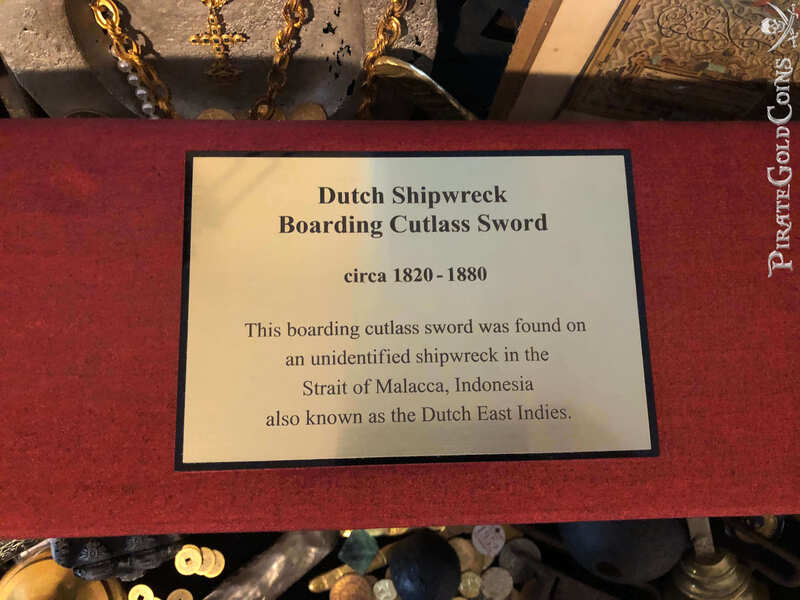 Dutch Shipwreck
Boarding Cutlass Sword
circa 1820 - 1880
This boarding cutlass sword was found on
an unidentified shipwreck in the
Strait of Malacca, Indonesia
also known as the Dutch East Indies.
PirateGoldCoins